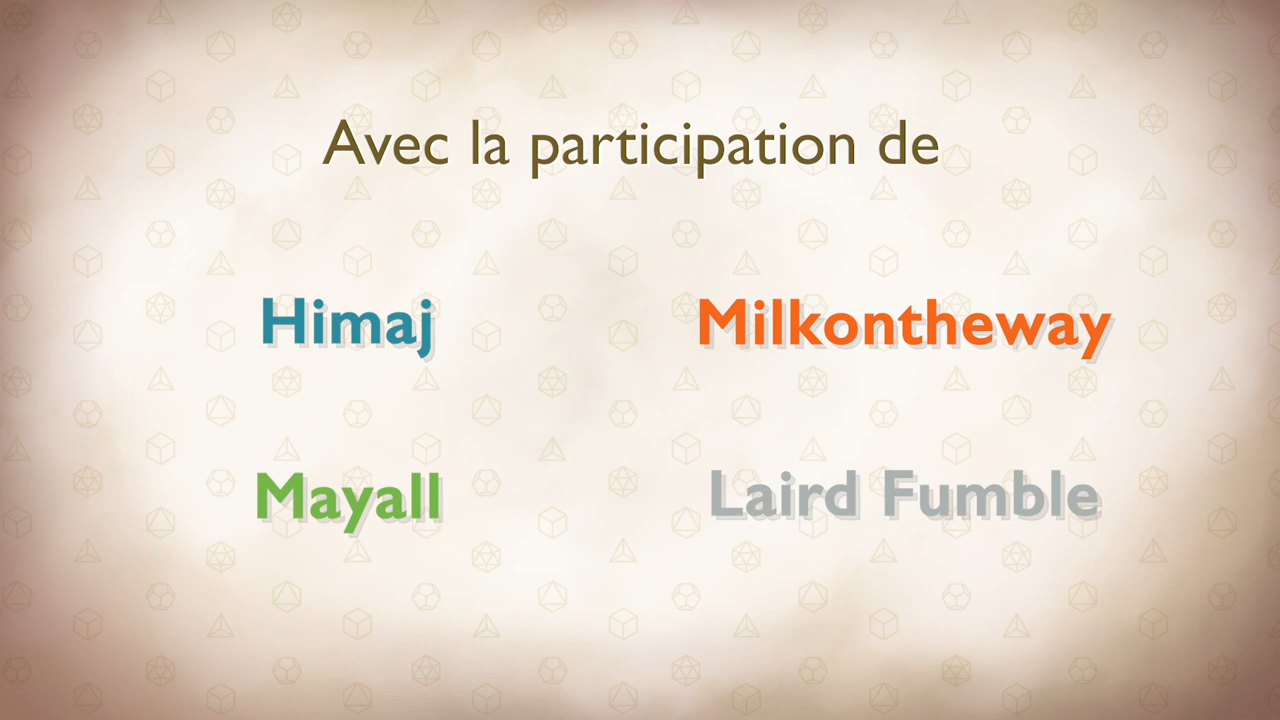 Avec la participation de
Himaj
Milkontheway
Mayall
Laird Fumble